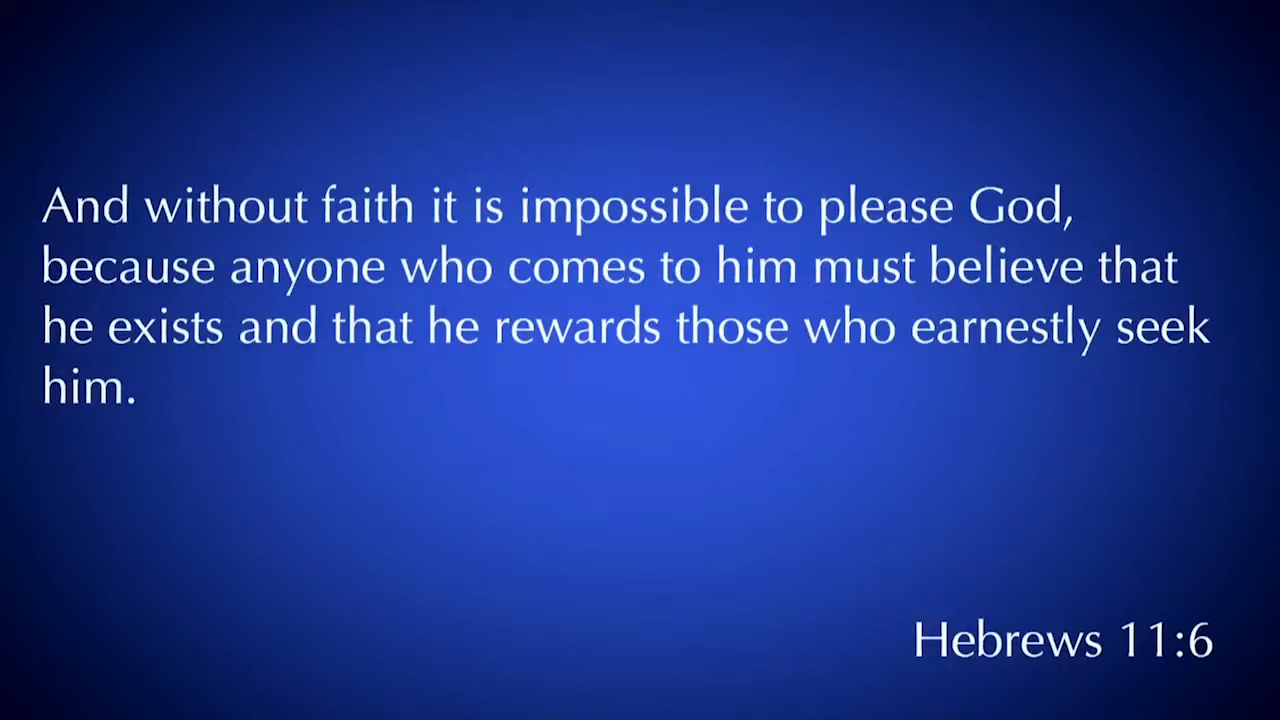 And without faith it is impossible to please God,
because anyone who comes to him must believe that
he exists and that he rewards those who earnestly seek
him.
Hebrews 11:6